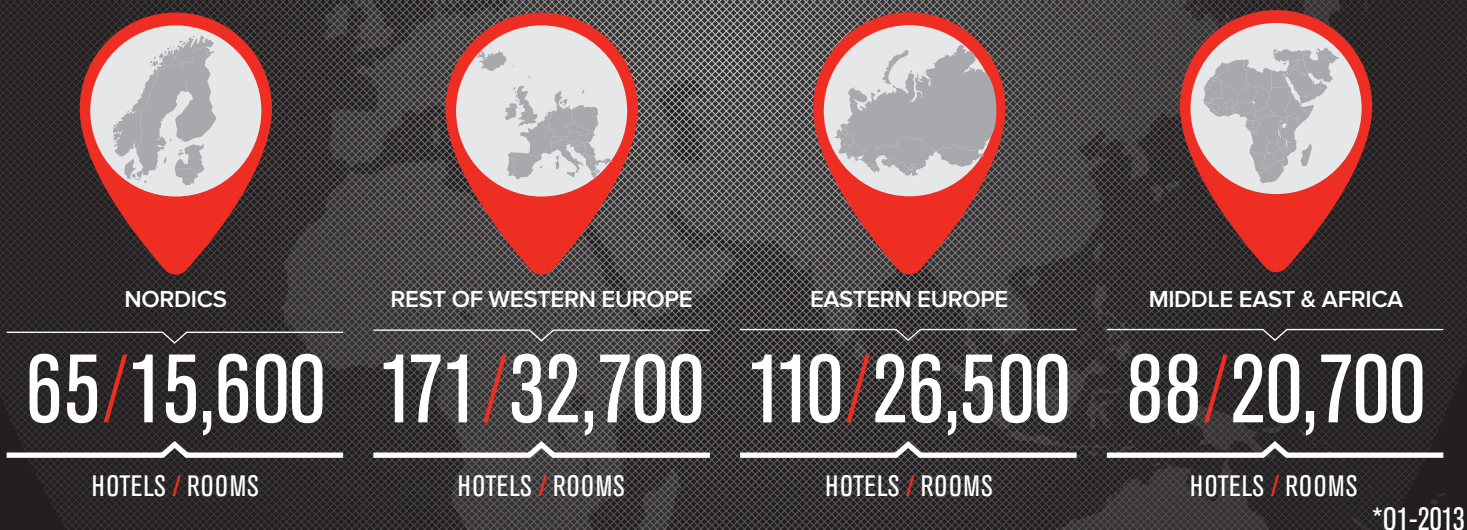 NORDICS
65/15,600
HOTELS / ROOMS
REST OF WESTERN EUROPE
171/32,700
HOTELS / ROOMS
EASTERN EUROPE
110/26,500
HOTELS / ROOMS
MIDDLE EAST & AFRICA
88/20,700
HOTELS / ROOMS
*01-2013